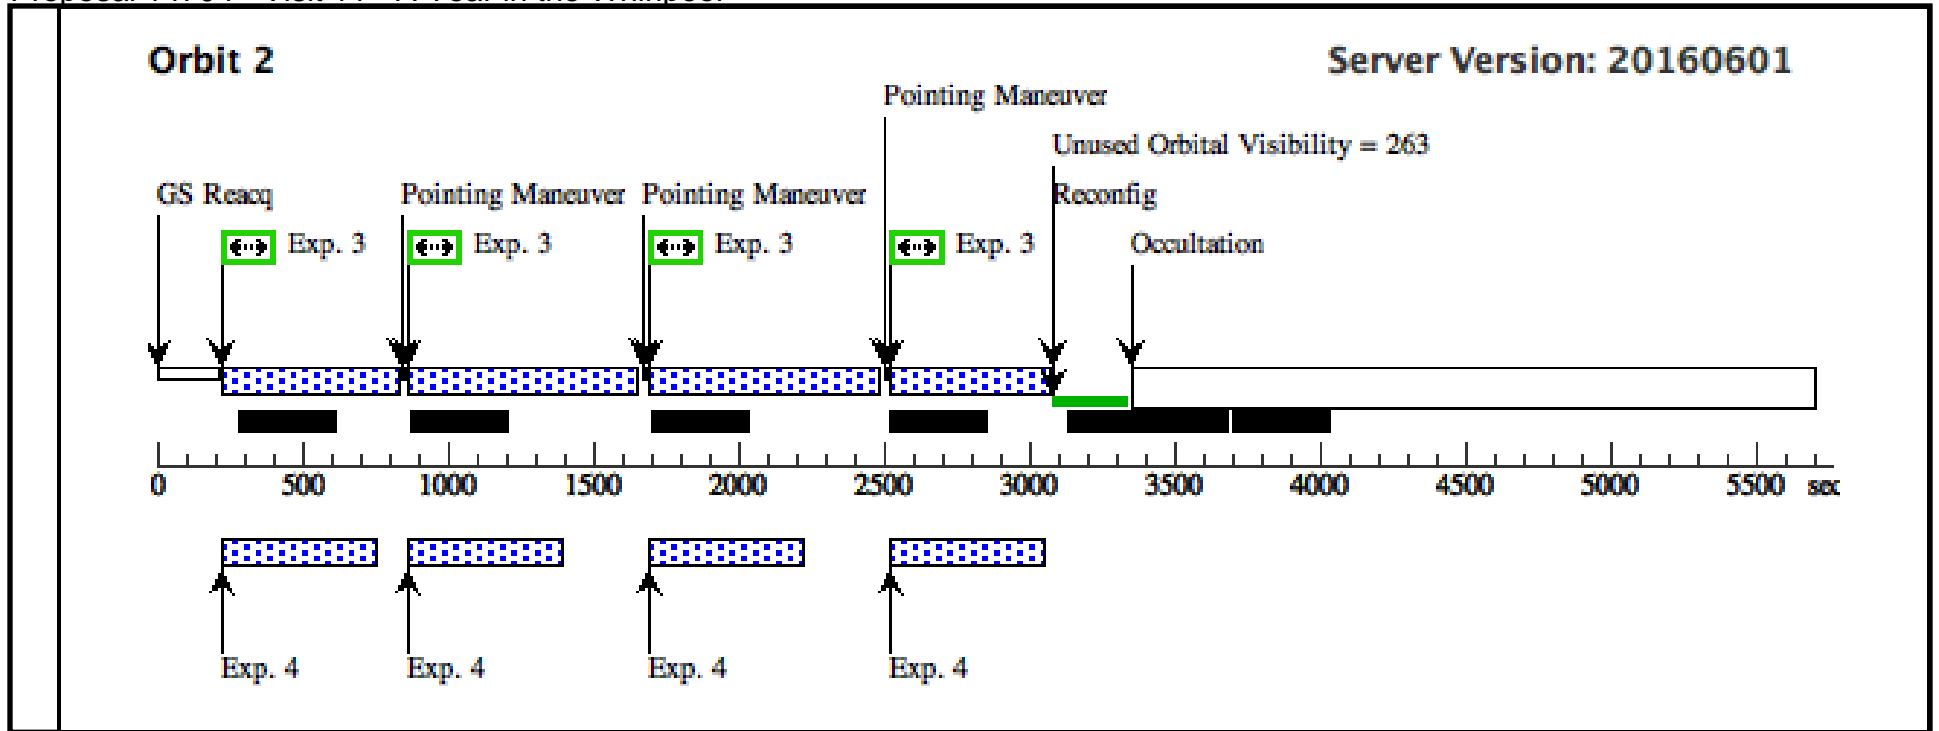 Orbit 2
Server Version: 20160601
Pointing Maneuver
Unused Orbital Visibility = 263
GS Reacq
Pointing Maneuver
Pointing Maneuver
Reconfig
Exp. 3
Exp. 3
Exp. 3
Exp. 3
Occultation
0 500 1000 1500 2000 2500 3000 3500 4000 4500 5000 5500 sec
Exp. 4
Exp. 4
Exp. 4
Exp. 4